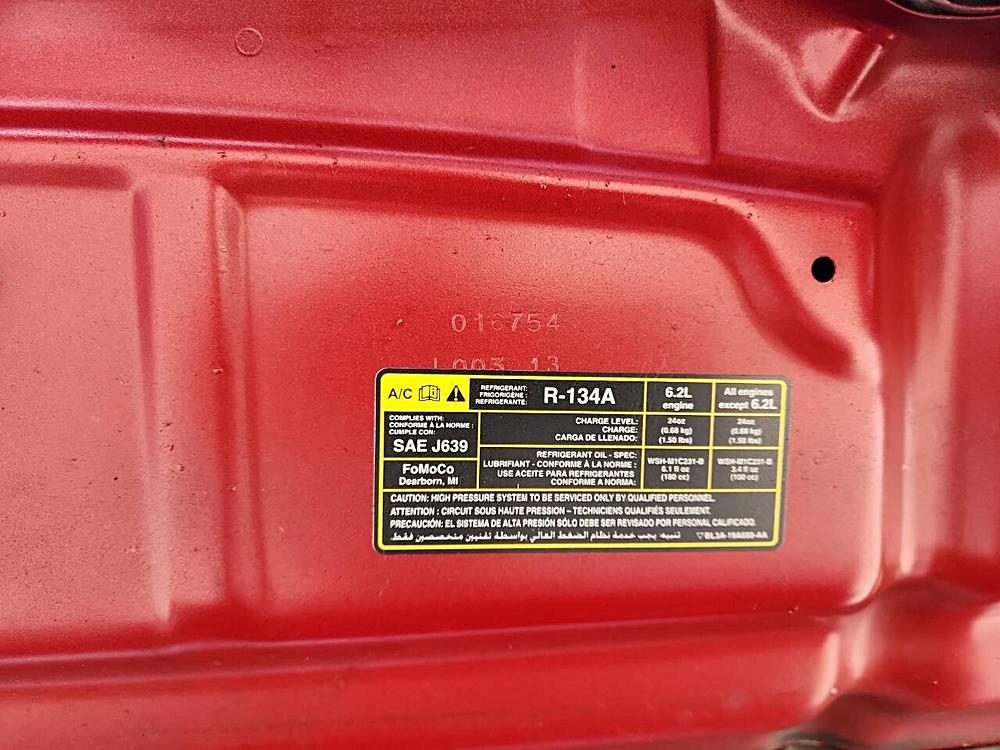 016754
L003 13
A/C
REFRIGERANT:
FRIGORIGÈNE:
REFRIGERANTE:
R-134A
6.2L
engine
All engines
except 6.2L
COMPLIES WITH:
CONFORME À LA NORME :
CUMPLE CON:
SAE J639
FoMoCo
Dearborn, MI
CHARGE LEVEL:
CHARGE:
CARGA DE LLENADO:
24oz
(0.68 kg)
(1.50 lbs)
24oz
(0.68 kg)
(1.50 lbs)
REFRIGERANT OIL - SPEC:
LUBRIFIANT - CONFORME À LA NORME :
USE ACEITE PARA REFRIGERANTES
CONFORME A NORMA:
WSH-M1C231-B
6.1 fl oz
(180 cc)
WSH-M1C231-B
3.4 fl oz
(100 cc)
CAUTION: HIGH PRESSURE SYSTEM TO BE SERVICED ONLY BY QUALIFIED PERSONNEL.
ATTENTION : CIRCUIT SOUS HAUTE PRESSION – TECHNICIENS QUALIFIÉS SEULEMENT.
PRECAUCIÓN: EL SISTEMA DE ALTA PRESIÓN SÓLO DEBE SER REVISADO POR PERSONAL CALIFICADO.
تنبيه: يجب خدمة نظام الضغط العالي بواسطة تقنيين متخصصين فقط.
BL3A-19A688-AA